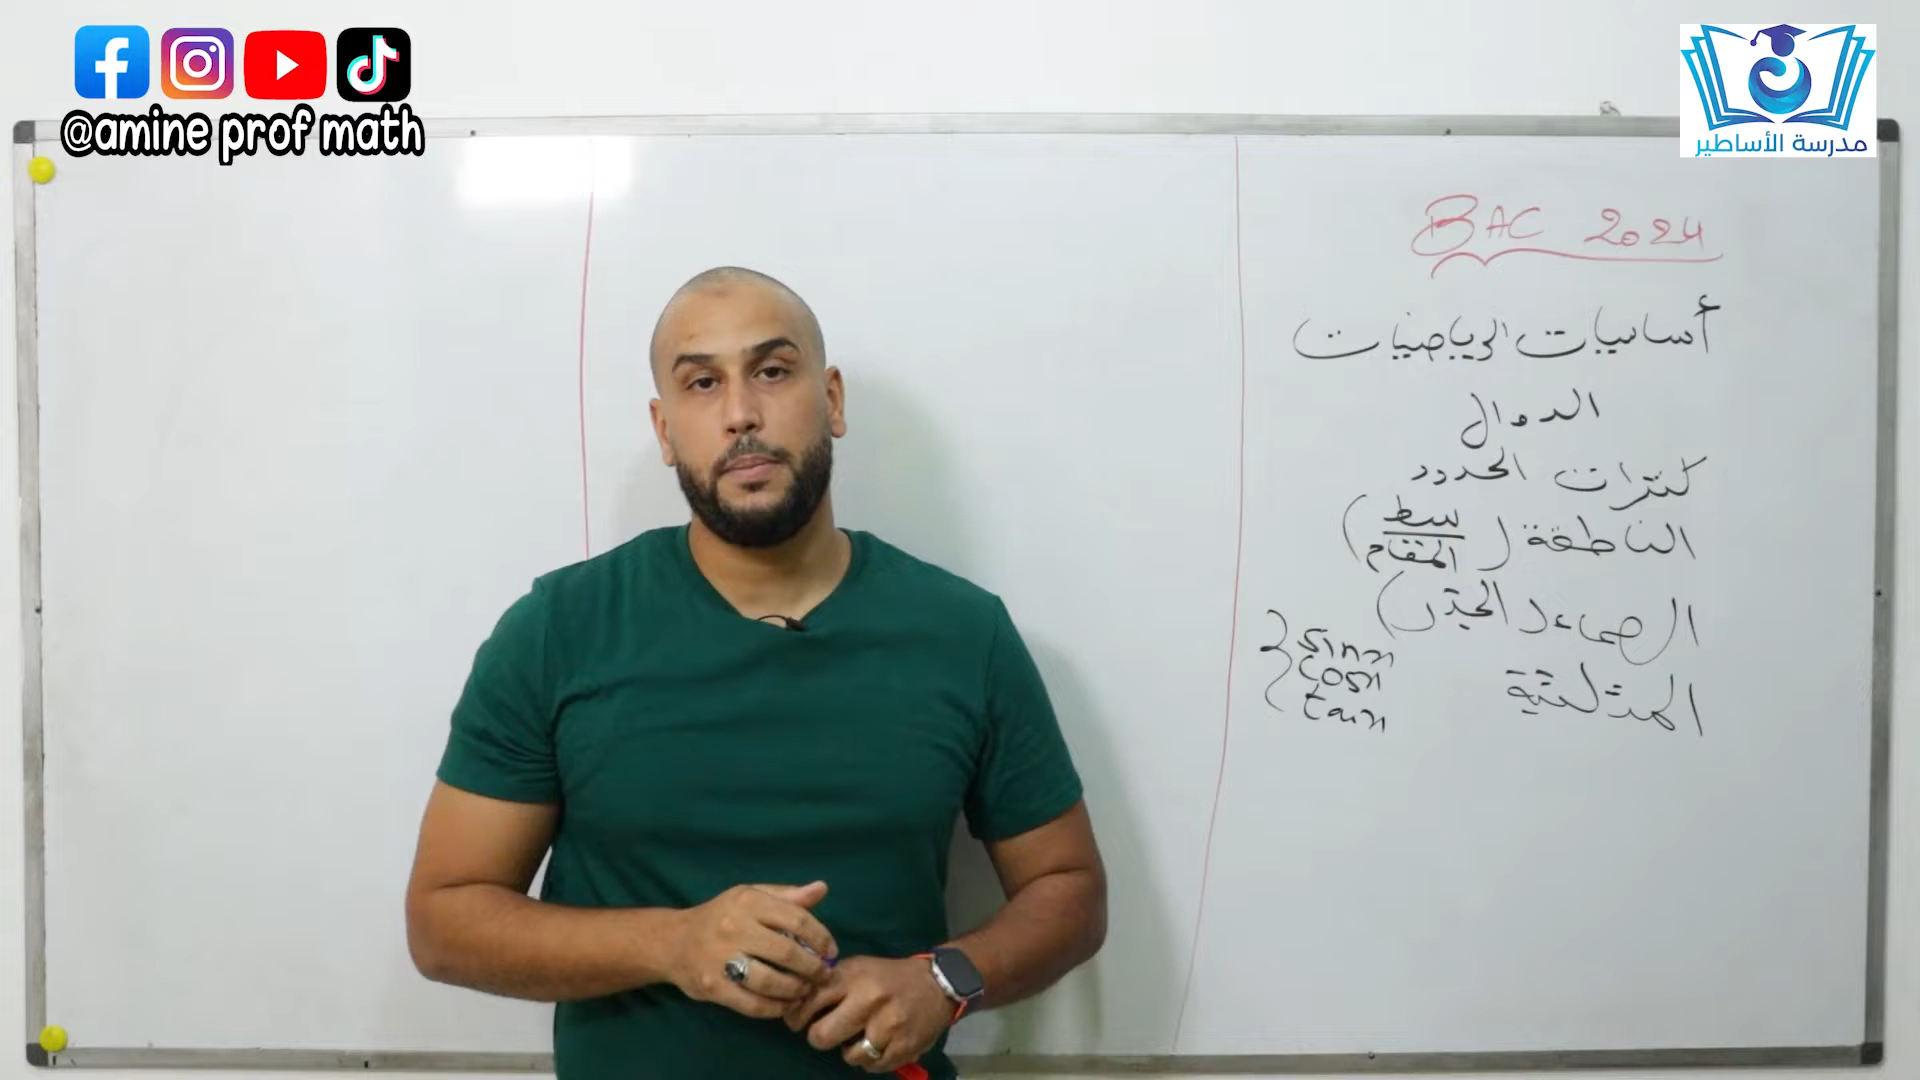 @amine prof math
مدرسة الأساطير
BAC 2024
أساسيات الرياضيات
الدوال
كثيرات الحدود
الناطقة (بسط
المقام)
الصماء (الجذر)
المثلثية { sin x
cos x
tan x